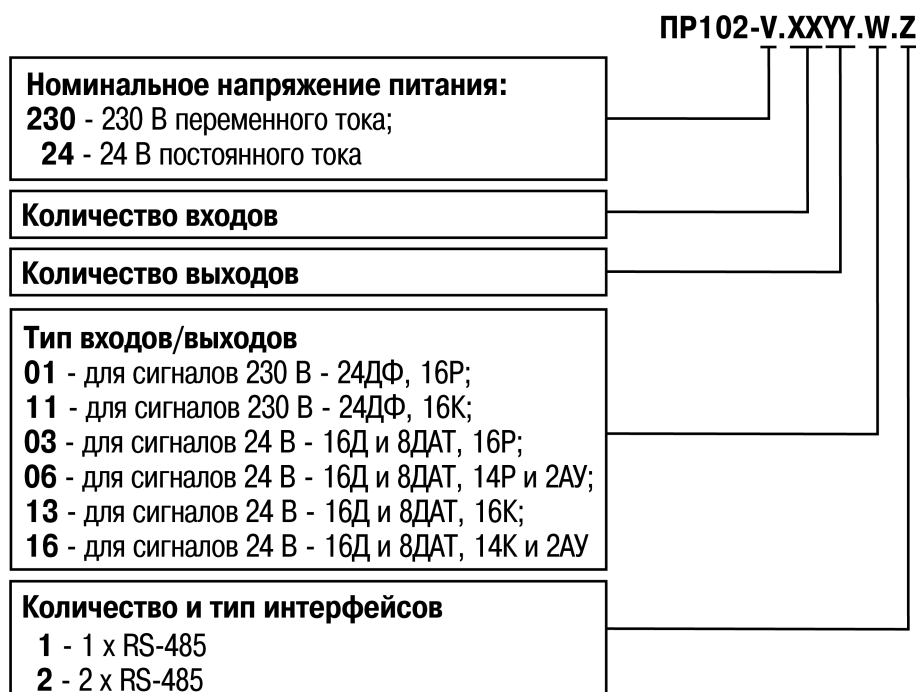 ПР102-V.XXYY.W.Z
Номинальное напряжение питания:
230 - 230 В переменного тока;
24 - 24 В постоянного тока
Количество входов
Количество выходов
Тип входов/выходов
01 - для сигналов 230 В - 24ДФ, 16Р;
11 - для сигналов 230 В - 24ДФ, 16К;
03 - для сигналов 24 В - 16Д и 8ДАТ, 16Р;
06 - для сигналов 24 В - 16Д и 8ДАТ, 14Р и 2АУ;
13 - для сигналов 24 В - 16Д и 8ДАТ, 16К;
16 - для сигналов 24 В - 16Д и 8ДАТ, 14К и 2АУ
Количество и тип интерфейсов
1 - 1 x RS-485
2 - 2 x RS-485